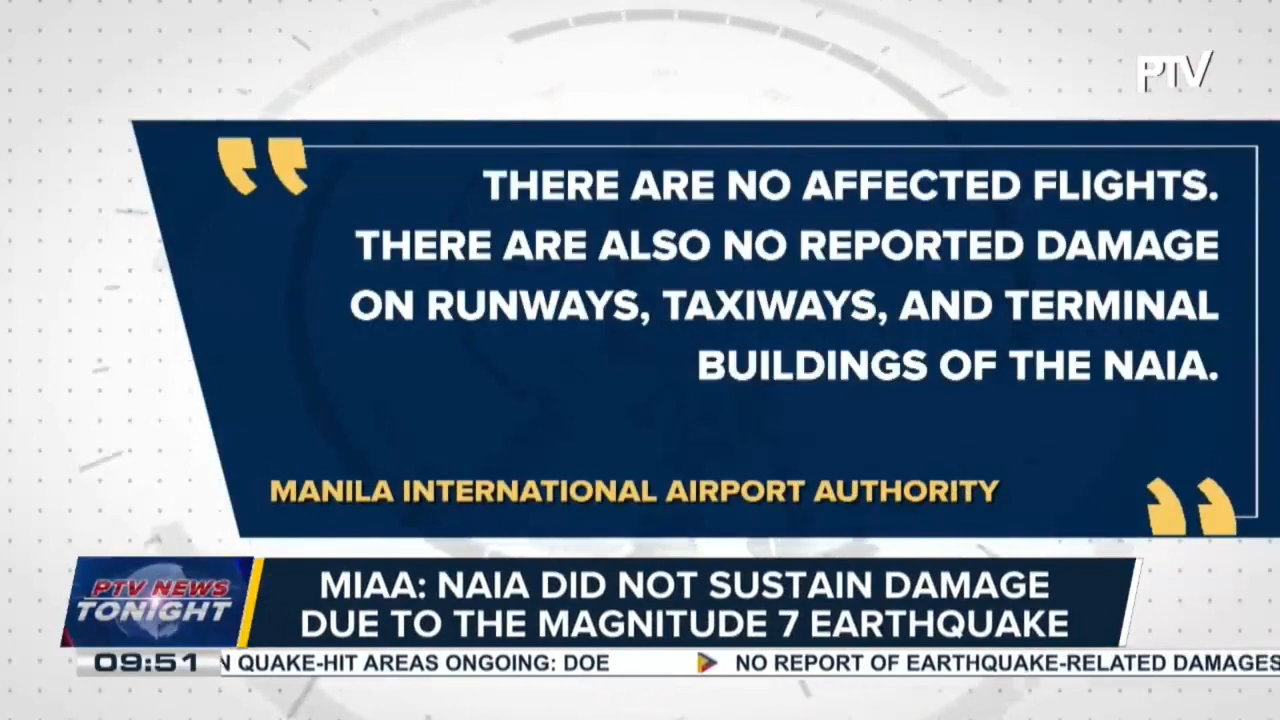 PTV
THERE ARE NO AFFECTED FLIGHTS.
THERE ARE ALSO NO REPORTED DAMAGE
ON RUNWAYS, TAXIWAYS, AND TERMINAL
BUILDINGS OF THE NAIA.
MANILA INTERNATIONAL AIRPORT AUTHORITY
PTV NEWS
TONIGHT
MIAA: NAIA DID NOT SUSTAIN DAMAGE
DUE TO THE MAGNITUDE 7 EARTHQUAKE
09:51
N QUAKE-HIT AREAS ONGOING: DOE NO REPORT OF EARTHQUAKE-RELATED DAMAGES